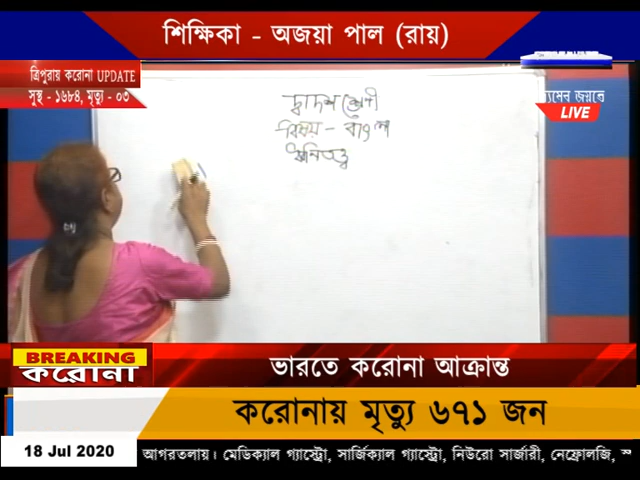 শিক্ষিকা - অজয়া পাল (রায়)
ত্রিপুরায় করোনা UPDATE
সুস্থ - ১৬৮৪, মৃত্যু - ০৩
LIVE
দ্বাদশ শ্রেণী
বিষয় - বাংলা
ধ্বনিতত্ত্ব
BREAKING
করোনা
ভারতে করোনা আক্রান্ত
করোনায় মৃত্যু ৬৭১ জন
18 Jul 2020
আগরতলায়। মেডিক্যাল গ্যাস্ট্রো, সার্জিক্যাল গ্যাস্ট্রো, নিউরো সার্জারী, নেফ্রোলজি,